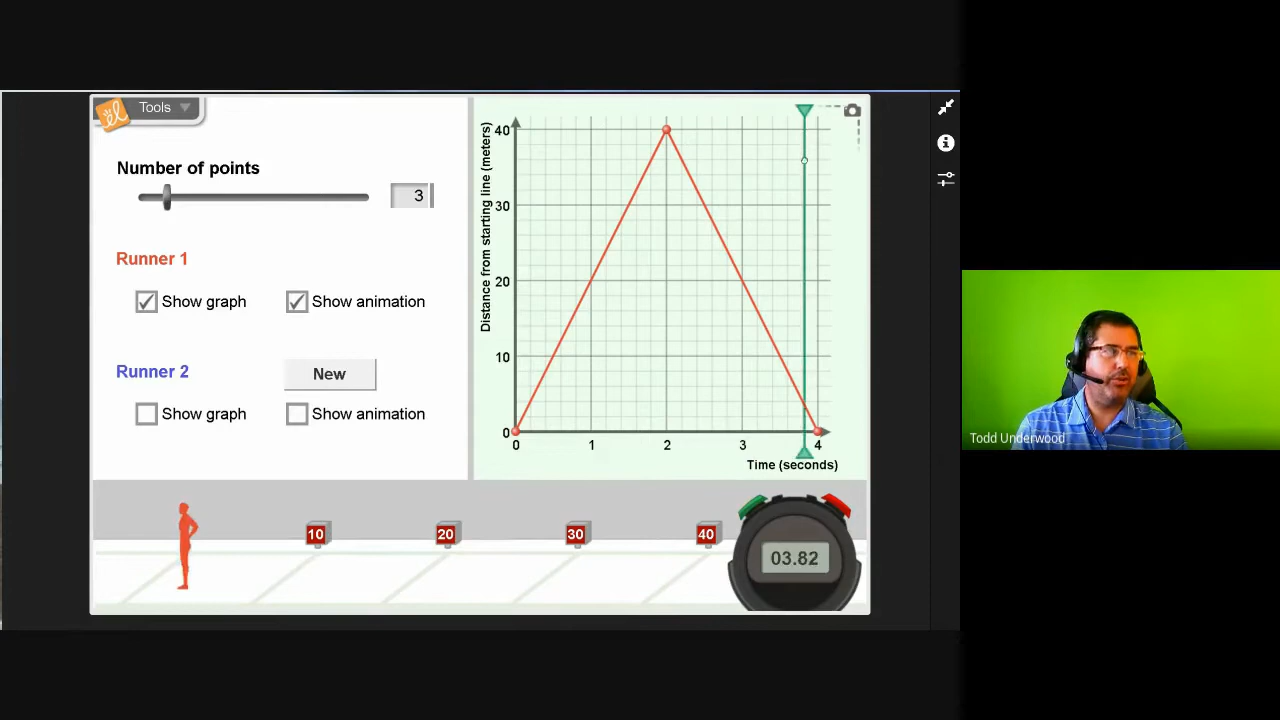 Tools
Number of points
3
Runner 1
Show graph
Show animation
Runner 2
New
Show graph
Show animation
Distance from starting line (meters)
40
30
20
10
0
0 1 2 3 4
Time (seconds)
10 20 30 40
03.82
Todd Underwood